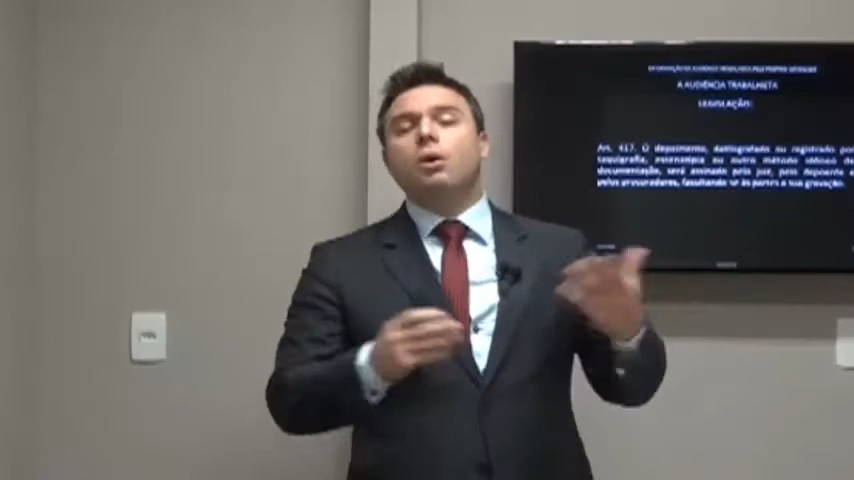 A AUDIÊNCIA TRABALHISTA
LEGISLAÇÃO:
Art. 417. O depoimento, datilografado ou registrado por
taquigrafia, estenotipia ou outro método idôneo de
documentação, será assinado pelo juiz, pelo depoente e
pelos procuradores, facultando-se às partes a sua gravação.